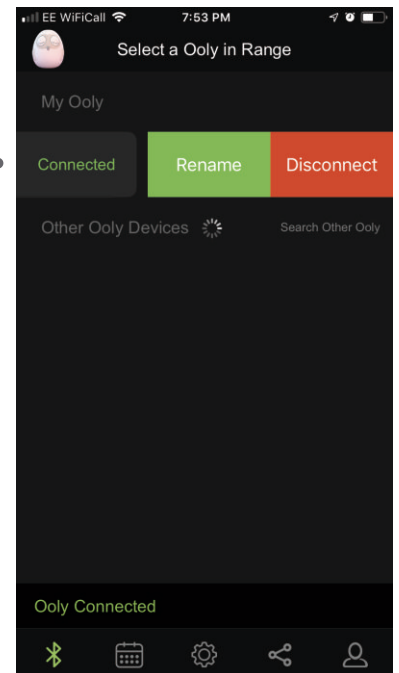 EE WiFiCall 7:53 PM
Select a Ooly in Range
My Ooly
Connected Rename Disconnect
Other Ooly Devices Search Other Ooly
Ooly Connected